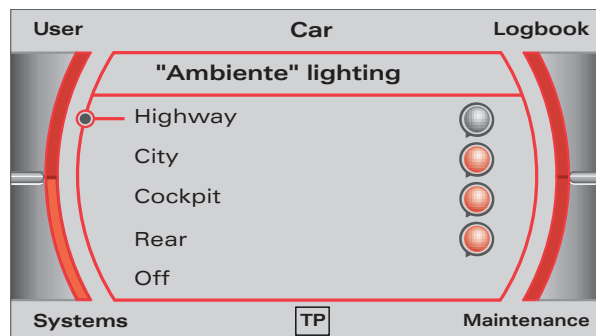 User Car Logbook
"Ambiente" lighting
Highway
City
Cockpit
Rear
Off
Systems TP Maintenance